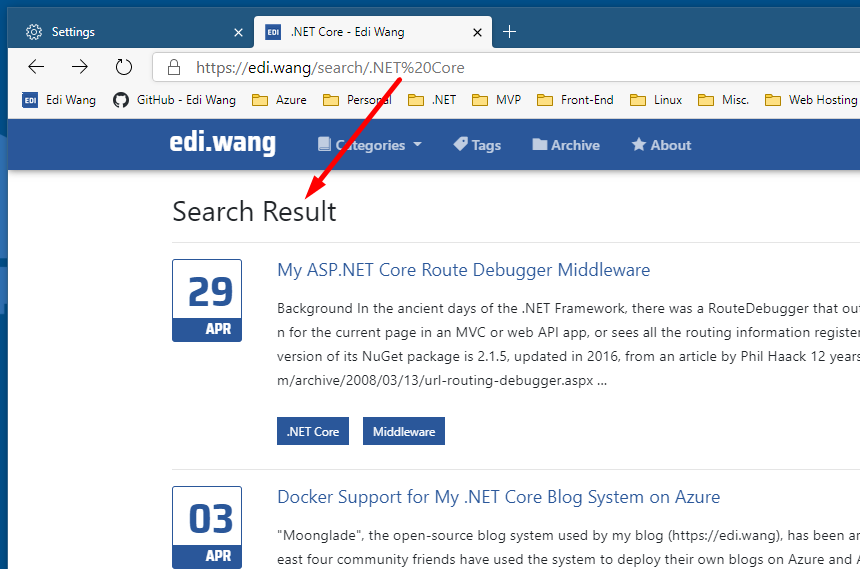 Settings
EDI .NET Core - Edi Wang
https://edi.wang/search/.NET%20Core
EDI Edi Wang GitHub - Edi Wang Azure Personal .NET MVP Front-End Linux Misc. Web Hosting
edi.wang Categories Tags Archive About
Search Result
29
APR
My ASP.NET Core Route Debugger Middleware
Background In the ancient days of the .NET Framework, there was a RouteDebugger that ou
n for the current page in an MVC or web API app, or sees all the routing information register
version of its NuGet package is 2.1.5, updated in 2016, from an article by Phil Haack 12 years
m/archive/2008/03/13/url-routing-debugger.aspx ...
.NET Core Middleware
03
APR
Docker Support for My .NET Core Blog System on Azure
"Moonglade", the open-source blog system used by my blog (https://edi.wang), has been ar
east four community friends have used the system to deploy their own blogs on Azure and A